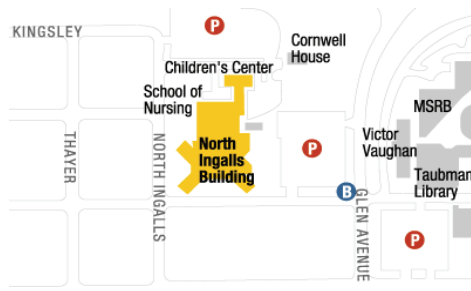 P
KINGSLEY
Cornwell
House
Children's Center
School of
Nursing
MSRB
THAYER
NORTH INGALLS
North
Ingalls
Building
P
Victor
Vaughan
Taubman
Library
B
GLEN AVENUE
P